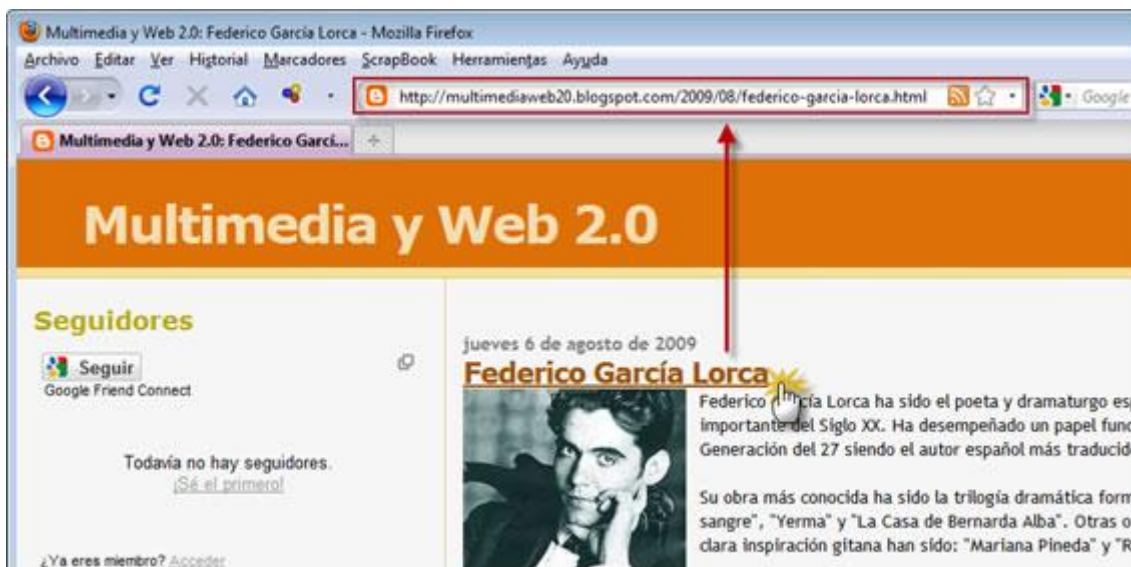 Multimedia y Web 2.0: Federico García Lorca - Mozilla Firefox
Archivo Editar Ver Historial Marcadores ScrapBook Herramientas Ayuda
http://multimediaweb20.blogspot.com/2009/08/federico-garcia-lorca.html
Google
Multimedia y Web 2.0: Federico Garcí...
Multimedia y Web 2.0
Seguidores
Seguir
Google Friend Connect
Todavía no hay seguidores.
¡Sé el primero!
¿Ya eres miembro? Acceder
jueves 6 de agosto de 2009
Federico García Lorca
Federico García Lorca ha sido el poeta y dramaturgo es
importante del Siglo XX. Ha desempeñado un papel fund
Generación del 27 siendo el autor español más traducid
Su obra más conocida ha sido la trilogía dramática form
sangre", "Yerma" y "La Casa de Bernarda Alba". Otras o
clara inspiración gitana han sido: "Mariana Pineda" y "R